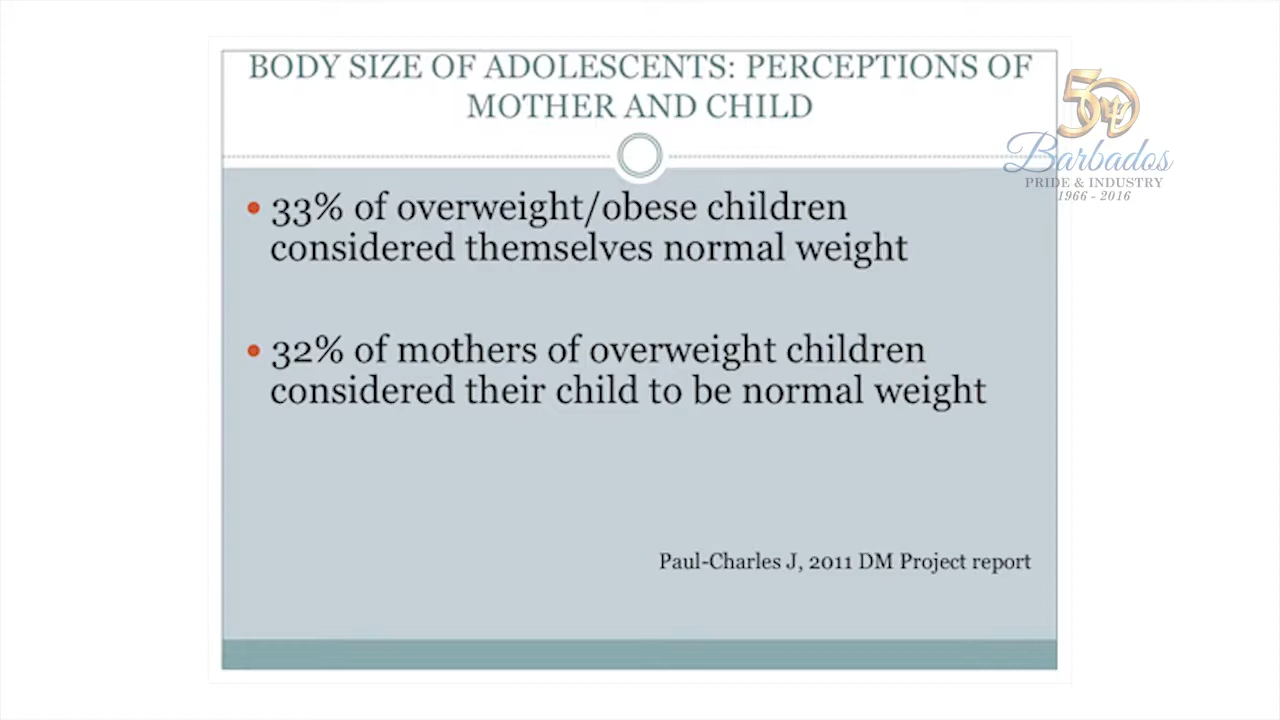 BODY SIZE OF ADOLESCENTS: PERCEPTIONS OF
MOTHER AND CHILD
50
Barbados
PRIDE & INDUSTRY
1966 - 2016
• 33% of overweight/obese children
considered themselves normal weight
• 32% of mothers of overweight children
considered their child to be normal weight
Paul-Charles J, 2011 DM Project report